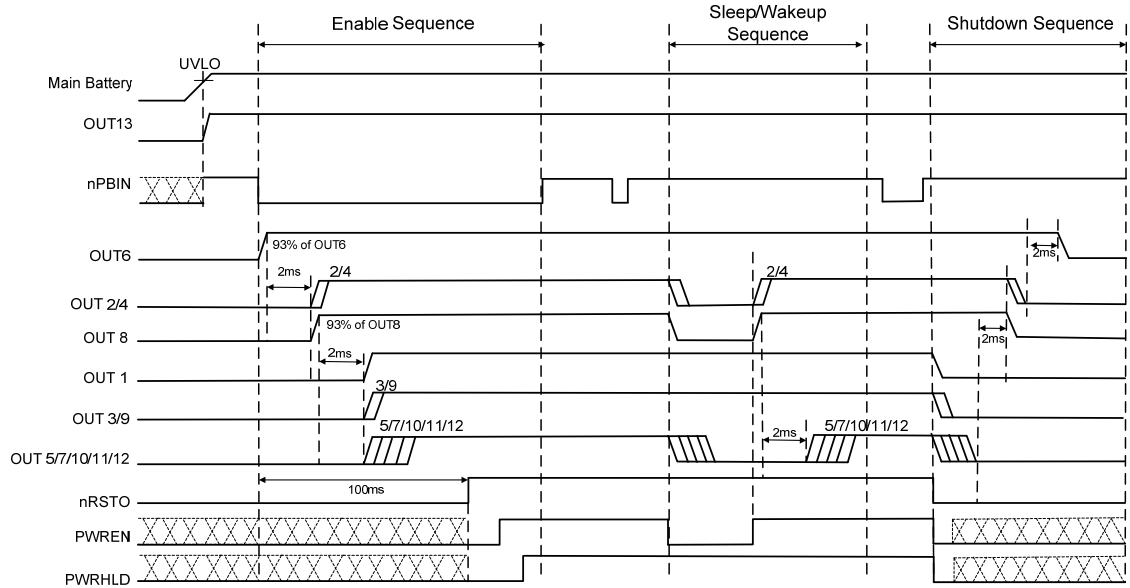 Enable Sequence
Sleep/Wakeup
Sequence
Shutdown Sequence
UVLO
Main Battery
OUT13
nPBIN
93% of OUT6
OUT6
2ms
2ms
2/4
2/4
OUT 2/4
93% of OUT8
OUT 8
2ms
2ms
OUT 1
3/9
OUT 3/9
5/7/10/11/12
5/7/10/11/12
2ms
OUT 5/7/10/11/12
100ms
nRSTO
PWREN
PWRHLD